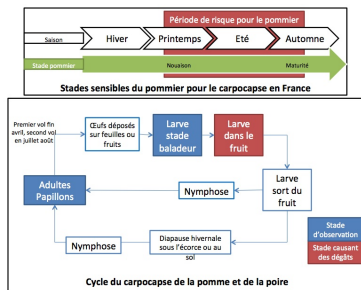 Période de risque pour le pommier
Saison
Hiver
Printemps
Eté
Automne
Stade pommier
Nouaison
Maturité
Stades sensibles du pommier pour le carpocapse en France
Premier vol fin
avril, second vol
en juillet août
Œufs déposés
sur feuilles ou
fruits
Larve
stade
baladeur
Larve
dans le
fruit
Adultes
Papillons
Nymphose
Larve
sort du
fruit
Nymphose
Diapause hivernale
sous l'écorce ou au
sol
Stade
d'observation
Stade causant
des dégâts
Cycle du carpocapse de la pomme et de la poire